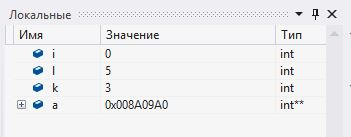 Локальные
Имя Значение Тип
i 0 int
l 5 int
k 3 int
a 0x008A09A0 int**